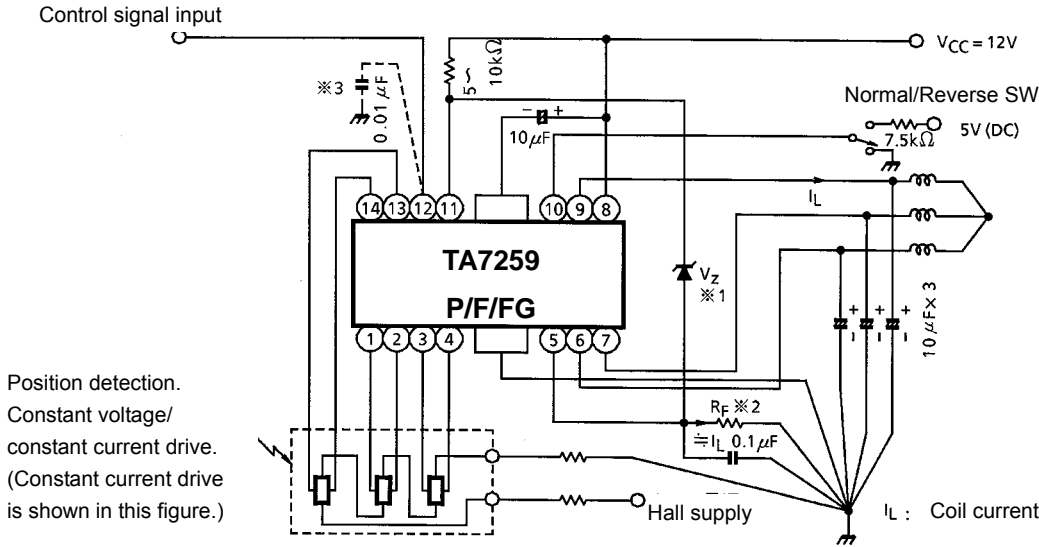 Control signal input
※3
0.01 μF
5~
10kΩ
VCC = 12V
Normal/Reverse SW
5V (DC)
7.5kΩ
- +
10μF
IL
14 13 12 11 10 9 8
TA7259
P/F/FG
1 2 3 4 5 6 7
VZ
※1
+ + +
- - -
10 μF× 3
Position detection.
Constant voltage/
constant current drive.
(Constant current drive
is shown in this figure.)
RF ※2
≒IL 0.1μF
Hall supply
IL : Coil current